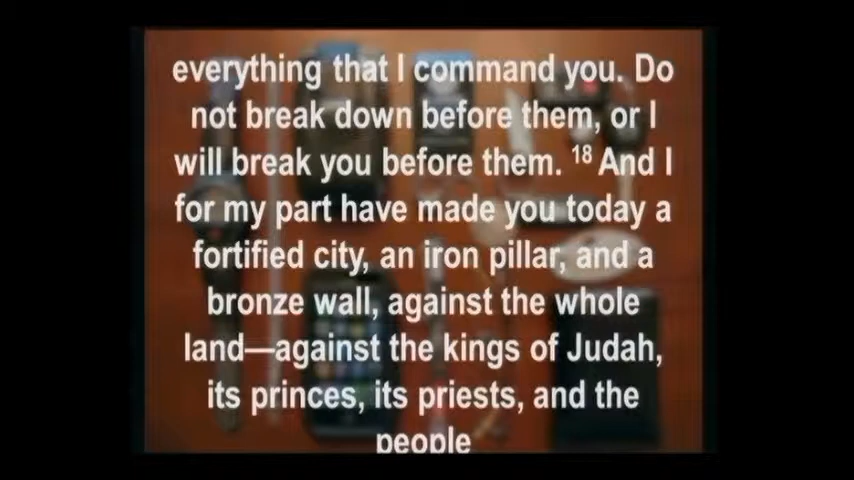 everything that I command you. Do
not break down before them, or I
will break you before them. 18 And I
for my part have made you today a
fortified city, an iron pillar, and a
bronze wall, against the whole
land—against the kings of Judah,
its princes, its priests, and the
people